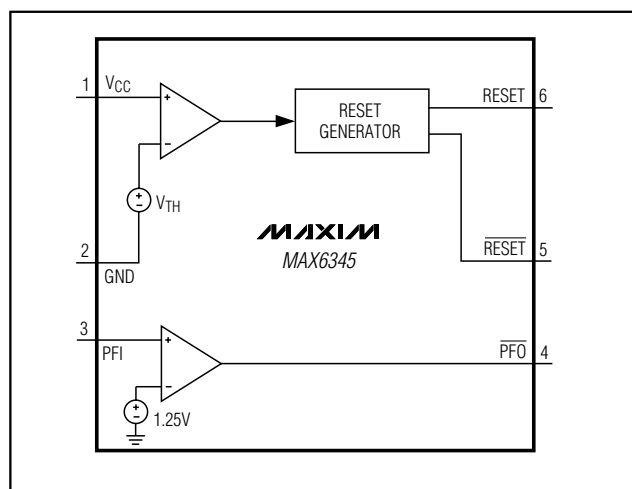 1 VCC
RESET 6
RESET
GENERATOR
VTH
MAXIM
MAX6345
2
GND
RESET 5
3
PFI
PFO 4
1.25V